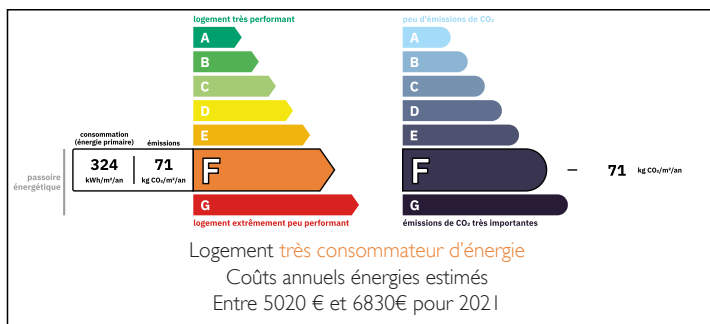 logement très performant
A
B
C
D
E
consommation
(énergie primaire)
émissions
324
kWh/m²/an
71
kg CO₂/m²/an
F
passoire
énergétique
G
logement extrêmement peu performant
peu d'émissions de CO₂
A
B
C
D
E
F
71 kg CO₂/m²/an
G
émissions de CO₂ très importantes
Logement très consommateur d'énergie
Coûts annuels énergies estimés
Entre 5020 € et 6830€ pour 2021